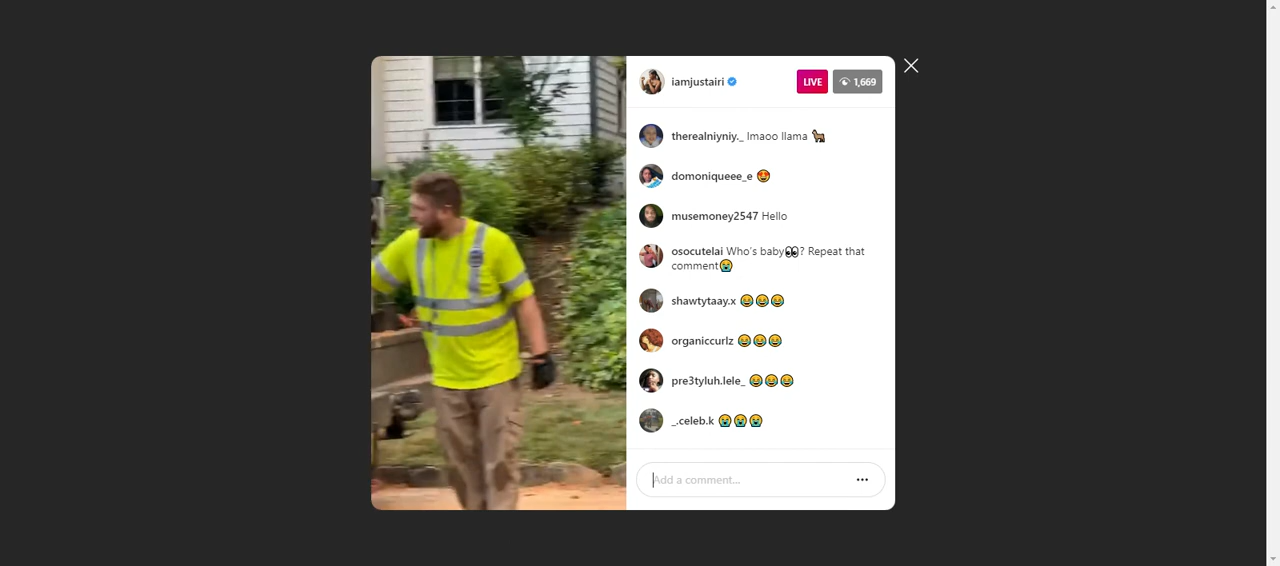 iamjustairi
LIVE
1,669
therealniyniy._ lmaoo llama 🦙
domoniqueee_e 😍
musemoney2547 Hello
osocutelai Who's baby👀? Repeat that
comment😭
shawtytaay.x 😂😂😂
organiccurlz 😂😂😂
pre3tyluh.lele_ 😂😂😂
_.celeb.k 😭😭😭
Add a comment...